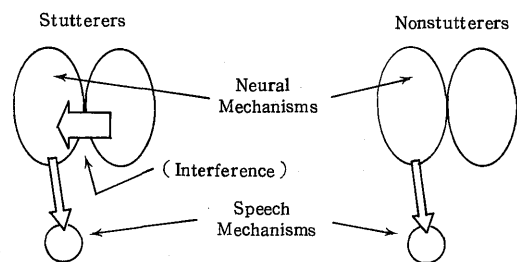 Stutterers
Nonstutterers
Neural
Mechanisms
( Interference )
Speech
Mechanisms